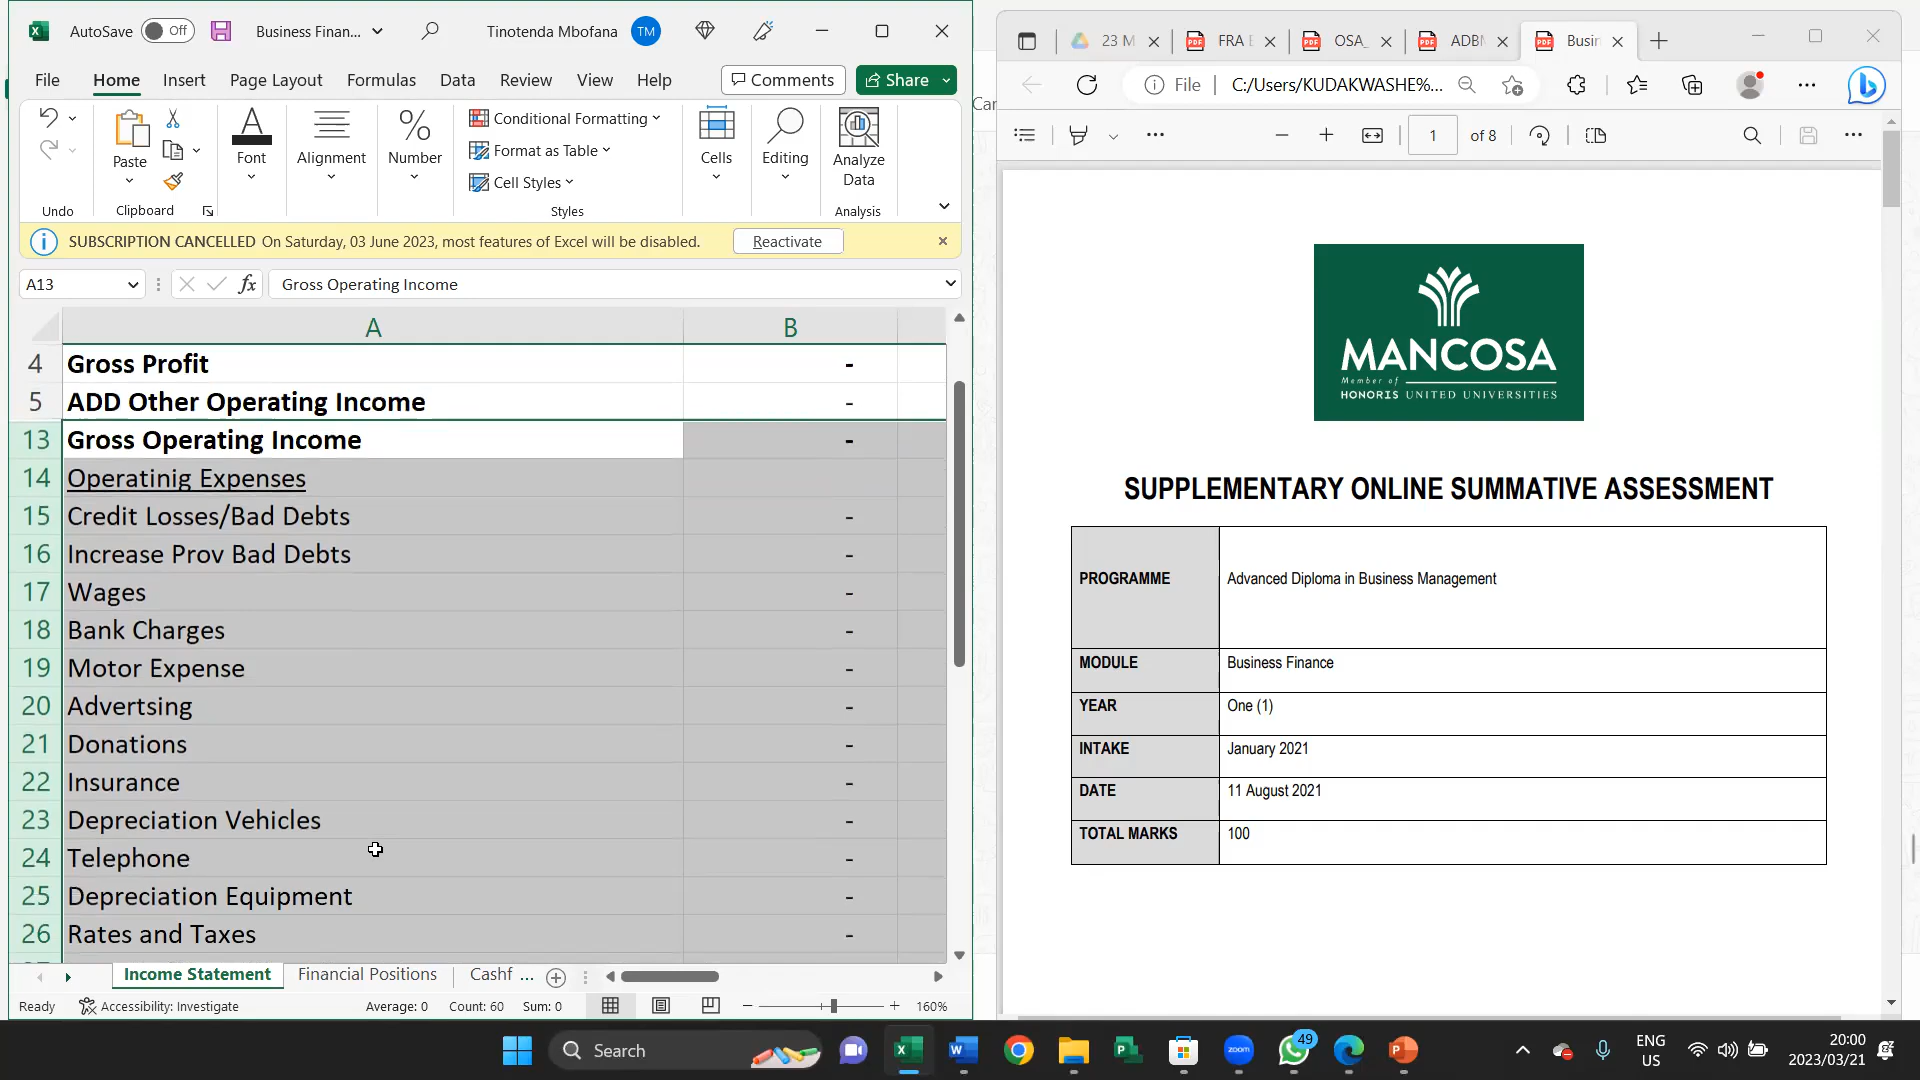 AutoSave Off Business Finan... Tinotenda Mbofana TM
File Home Insert Page Layout Formulas Data Review View Help Comments Share
Paste Font Alignment Number Conditional Formatting Format as Table Cell Styles Cells Editing Analyze Data
Undo Clipboard Styles Analysis
SUBSCRIPTION CANCELLED On Saturday, 03 June 2023, most features of Excel will be disabled. Reactivate
A13 fx Gross Operating Income
A B
4 Gross Profit -
5 ADD Other Operating Income -
13 Gross Operating Income -
14 Operatinig Expenses
15 Credit Losses/Bad Debts -
16 Increase Prov Bad Debts -
17 Wages -
18 Bank Charges -
19 Motor Expense -
20 Advertsing -
21 Donations -
22 Insurance -
23 Depreciation Vehicles -
24 Telephone -
25 Depreciation Equipment -
26 Rates and Taxes -
Income Statement Financial Positions Cashf ...
Ready Accessibility: Investigate Average: 0 Count: 60 Sum: 0 160%
23 M FRA OSA_ ADBM Busin
File C:/Users/KUDAKWASHE%...
1 of 8
MANCOSA
Member of
HONORIS UNITED UNIVERSITIES
SUPPLEMENTARY ONLINE SUMMATIVE ASSESSMENT
PROGRAMME Advanced Diploma in Business Management
MODULE Business Finance
YEAR One (1)
INTAKE January 2021
DATE 11 August 2021
TOTAL MARKS 100
Search zoom 49 ENG US 20:00 2023/03/21